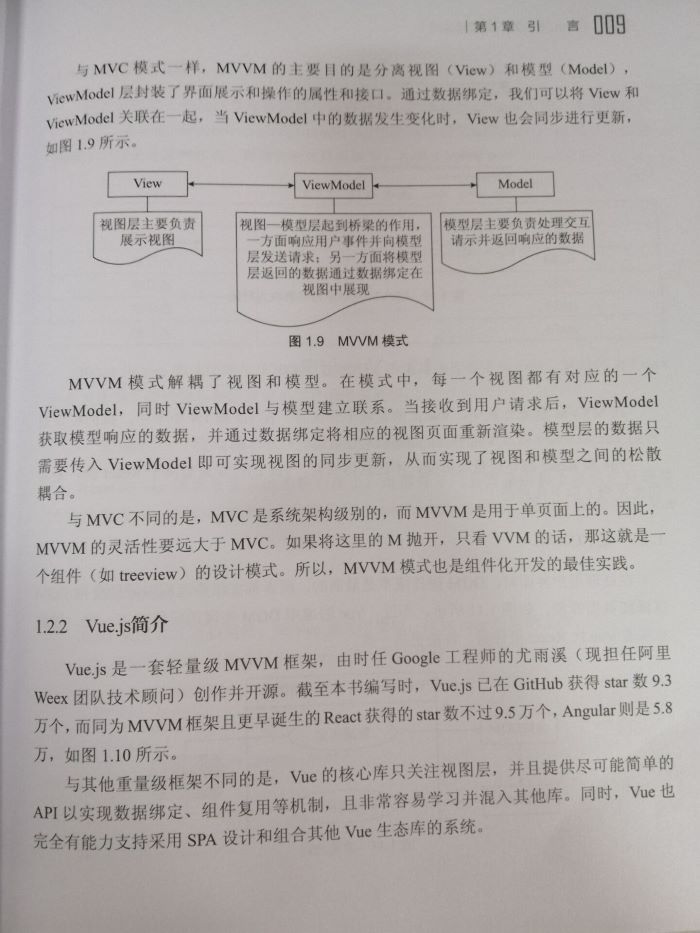 第1章 引 言 009
与 MVC 模式一样，MVVM 的主要目的是分离视图（View）和模型（Model），
ViewModel 层封装了界面展示和操作的属性和接口。通过数据绑定，我们可以将 View 和
ViewModel 关联在一起，当 ViewModel 中的数据发生变化时，View 也会同步进行更新，
如图 1.9 所示。
View
ViewModel
Model
视图层主要负责
展示视图
视图—模型层起到桥梁的作用，
一方面响应用户事件并向模型
层发送请求；另一方面将模型
层返回的数据通过数据绑定在
视图中展现
模型层主要负责处理交互
请示并返回响应的数据
图 1.9 MVVM 模式
MVVM 模式解耦了视图和模型。在模式中，每一个视图都有对应的一个
ViewModel，同时 ViewModel 与模型建立联系。当接收到用户请求后，ViewModel
获取模型响应的数据，并通过数据绑定将相应的视图页面重新渲染。模型层的数据只
需要传入 ViewModel 即可实现视图的同步更新，从而实现了视图和模型之间的松散
耦合。
与 MVC 不同的是，MVC 是系统架构级别的，而 MVVM 是用于单页面上的。因此，
MVVM 的灵活性要远大于 MVC。如果将这里的 M 抛开，只看 VVM 的话，那这就是一
个组件（如 treeview）的设计模式。所以，MVVM 模式也是组件化开发的最佳实践。
1.2.2 Vue.js简介
Vue.js 是一套轻量级 MVVM 框架，由时任 Google 工程师的尤雨溪（现担任阿里
Weex 团队技术顾问）创作并开源。截至本书编写时，Vue.js 已在 GitHub 获得 star 数 9.3
万个，而同为 MVVM 框架且更早诞生的 React 获得的 star 数不过 9.5 万个，Angular 则是 5.8
万，如图 1.10 所示。
与其他重量级框架不同的是，Vue 的核心库只关注视图层，并且提供尽可能简单的
API 以实现数据绑定、组件复用等机制，且非常容易学习并混入其他库。同时，Vue 也
完全有能力支持采用 SPA 设计和组合其他 Vue 生态库的系统。